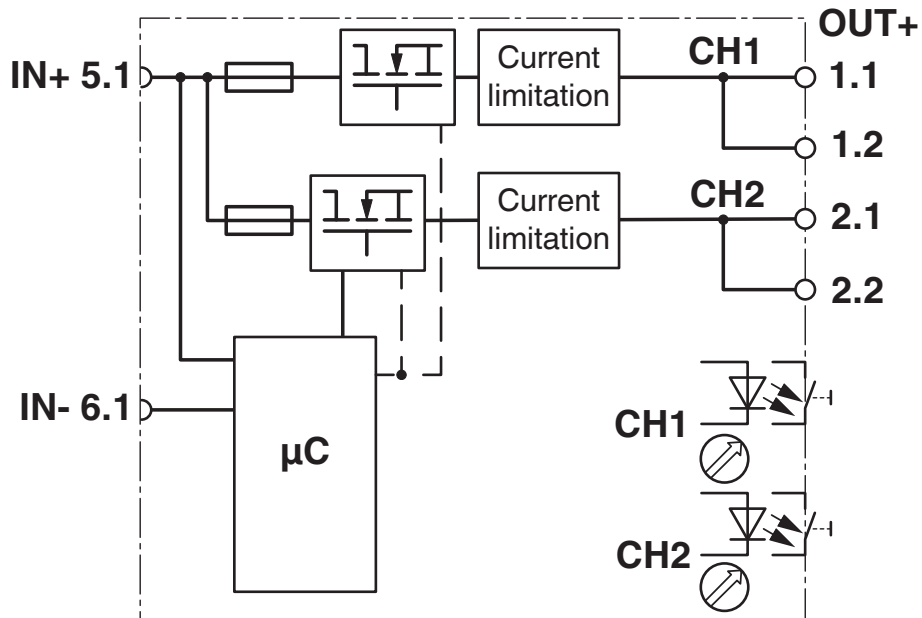 OUT+
IN+ 5.1
Current
limitation
CH1
1.1
1.2
Current
limitation
CH2
2.1
2.2
IN- 6.1
µC
CH1
CH2